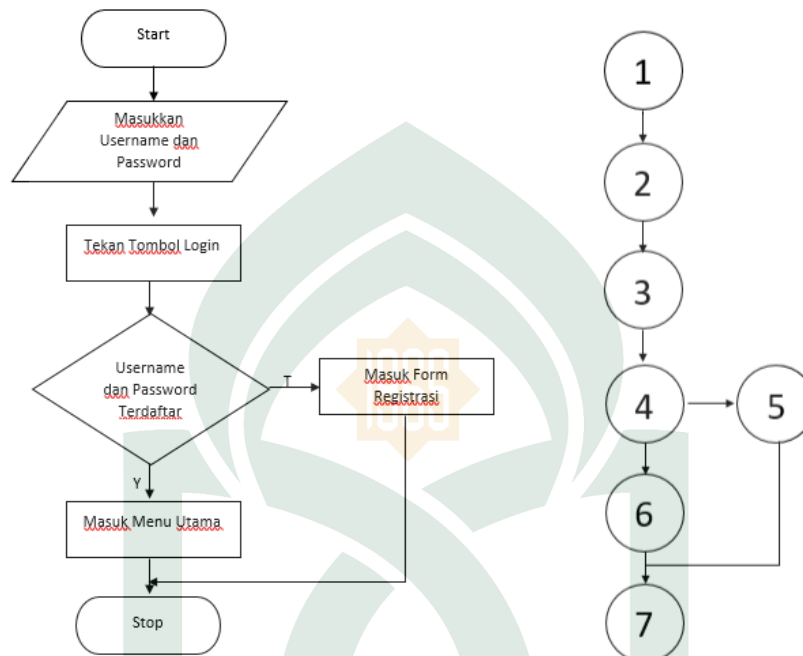 Start
Masukkan
Username dan
Password
Tekan Tombol Login
Username
dan Password
Terdaftar
T
Masuk Form
Registrasi
Y
Masuk Menu Utama
Stop
1
2
3
4
5
6
7